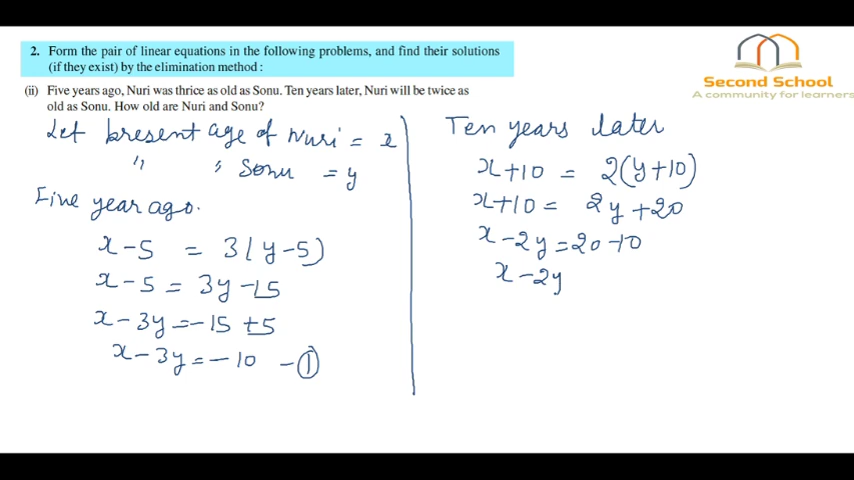 2. Form the pair of linear equations in the following problems, and find their solutions
(if they exist) by the elimination method :
(ii) Five years ago, Nuri was thrice as old as Sonu. Ten years later, Nuri will be twice as
old as Sonu. How old are Nuri and Sonu?
Second School
A community for learners
Let present age of Nuri = x
" " Sonu = y
Five year ago.
x-5 = 3(y-5)
x-5 = 3y-15
x-3y=-15+5
x-3y=-10 -①
Ten years later
x+10 = 2(y+10)
x+10 = 2y+20
x-2y=20-10
x-2y